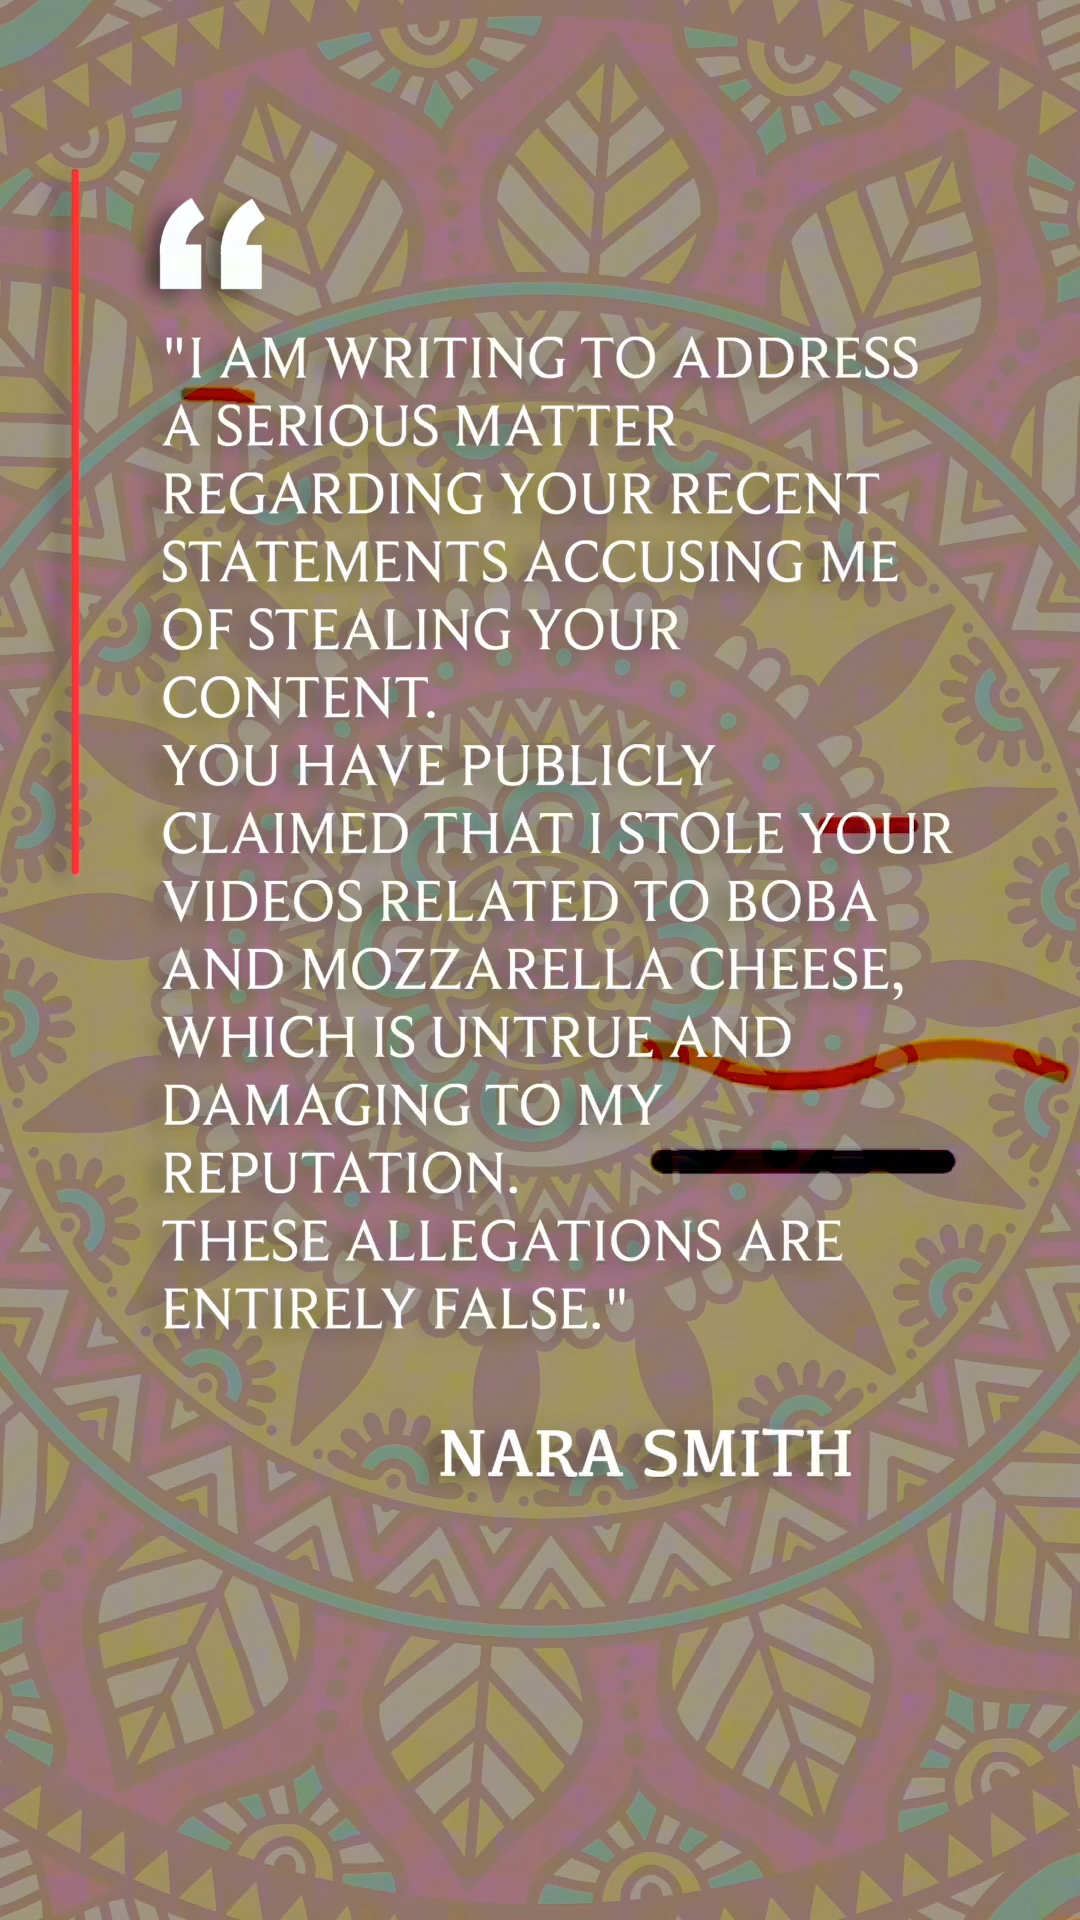 “
"I AM WRITING TO ADDRESS
A SERIOUS MATTER
REGARDING YOUR RECENT
STATEMENTS ACCUSING ME
OF STEALING YOUR
CONTENT.
YOU HAVE PUBLICLY
CLAIMED THAT I STOLE YOUR
VIDEOS RELATED TO BOBA
AND MOZZARELLA CHEESE,
WHICH IS UNTRUE AND
DAMAGING TO MY
REPUTATION.
THESE ALLEGATIONS ARE
ENTIRELY FALSE."
NARA SMITH